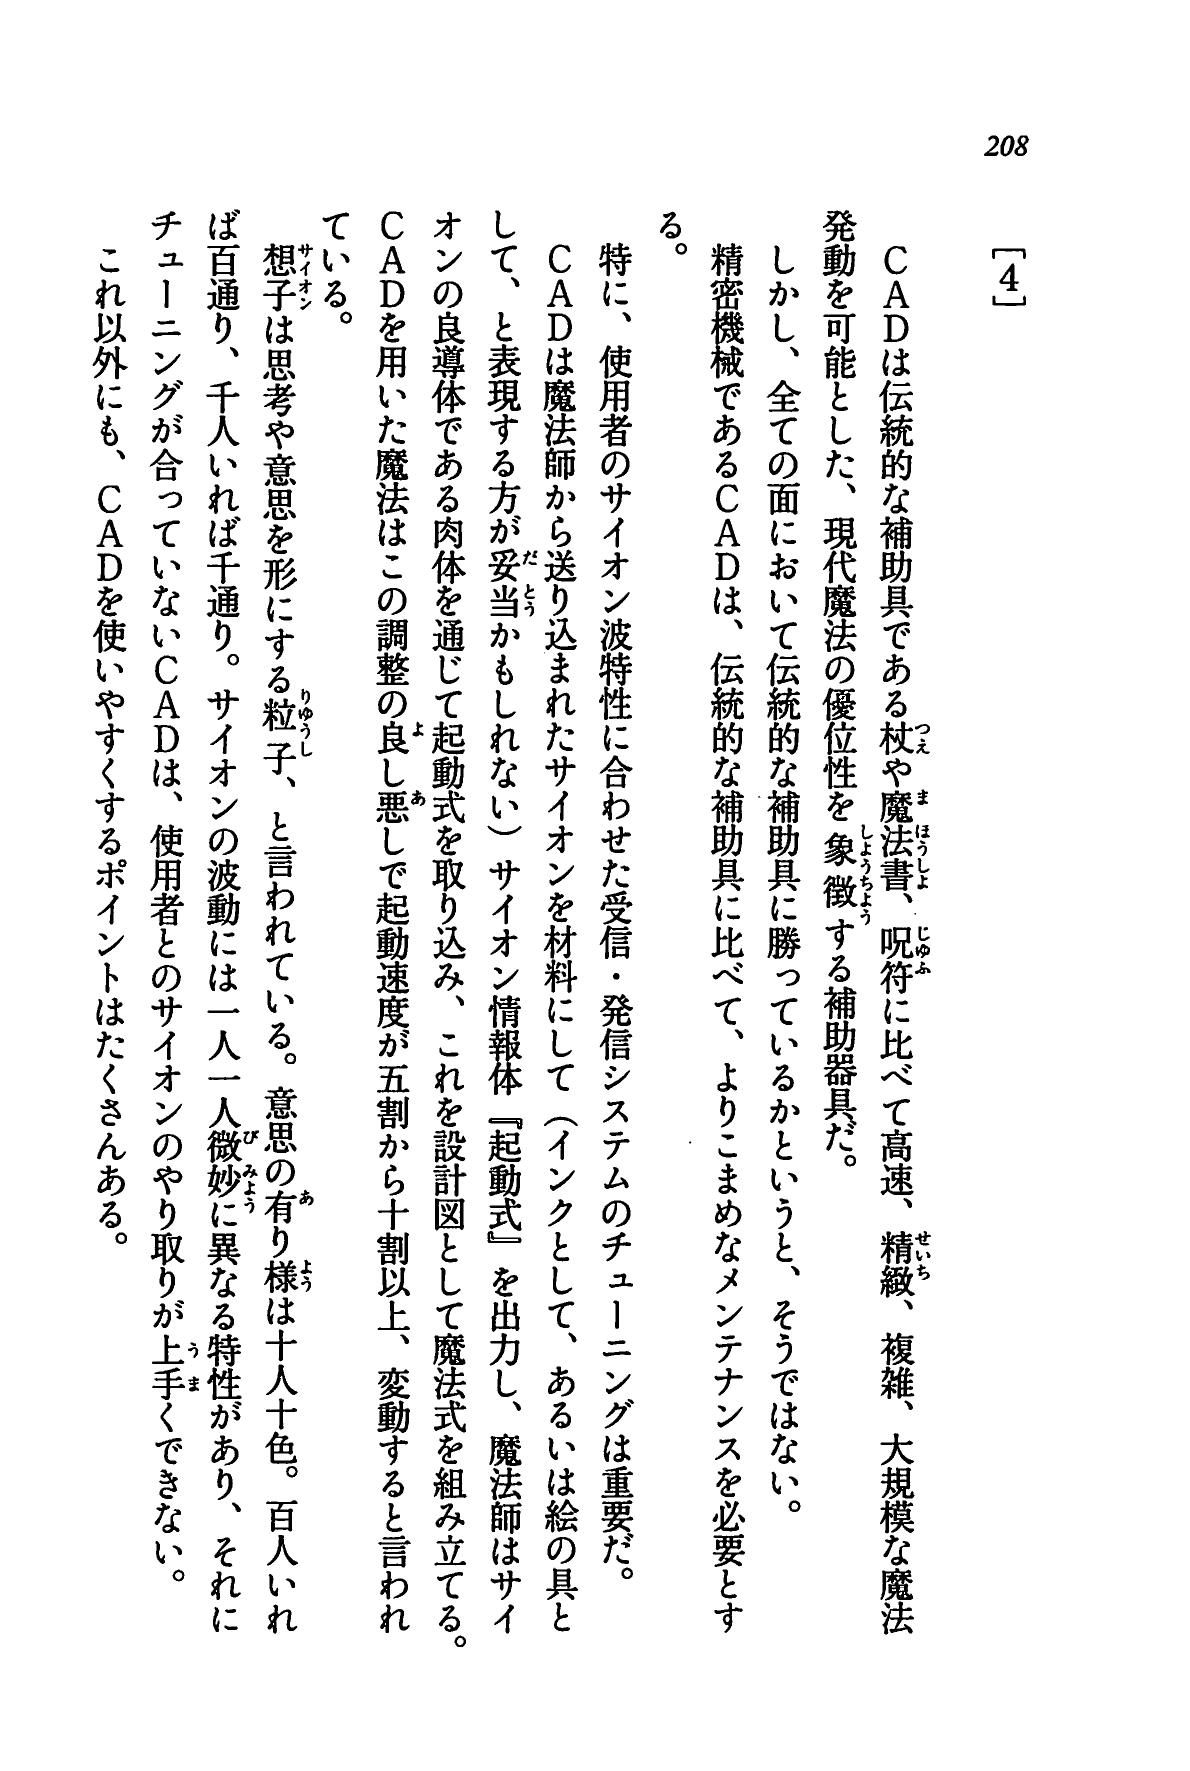 208
[4]
CADは伝統的な補助具である杖や魔法書、呪符に比べて高速、精緻、複雑、大規模な魔法
発動を可能とした、現代魔法の優位性を象徴する補助器具だ。
しかし、全ての面において伝統的な補助具に勝っているかというと、そうではない。
精密機械であるCADは、伝統的な補助具に比べて、よりこまめなメンテナンスを必要とす
る。
特に、使用者のサイオン波特性に合わせた受信・発信システムのチューニングは重要だ。
CADは魔法師から送り込まれたサイオンを材料にして（インクとして、あるいは絵の具と
して、と表現する方が妥当かもしれない）サイオン情報体『起動式』を出力し、魔法師はサイ
オンの良導体である肉体を通じて起動式を取り込み、これを設計図として魔法式を組み立てる。
CADを用いた魔法はこの調整の良し悪しで起動速度が五割から十割以上、変動すると言われ
ている。
想子は思考や意思を形にする粒子、と言われている。意思の有り様は十人十色。百人いれ
ば百通り、千人いれば千通り。サイオンの波動には一人一人微妙に異なる特性があり、それに
チューニングが合っていないCADは、使用者とのサイオンのやり取りが上手くできない。
これ以外にも、CADを使いやすくするポイントはたくさんある。